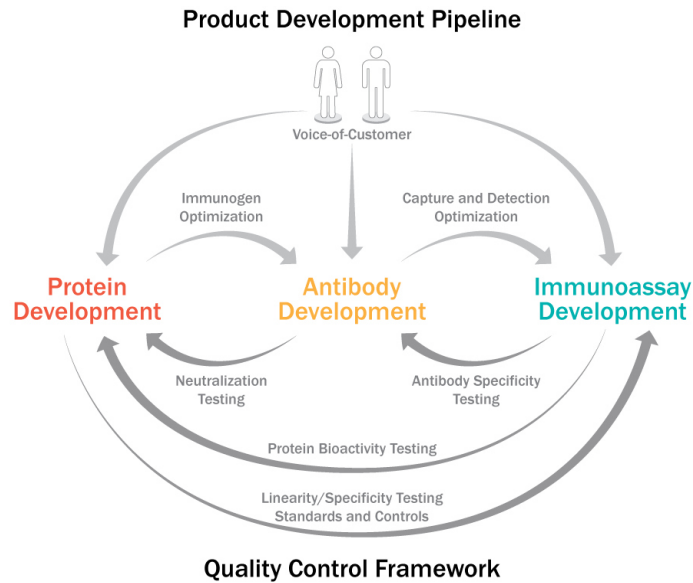 Product Development Pipeline
Voice-of-Customer
Immunogen
Optimization
Capture and Detection
Optimization
Protein
Development
Antibody
Development
Immunoassay
Development
Neutralization
Testing
Antibody Specificity
Testing
Protein Bioactivity Testing
Linearity/Specificity Testing
Standards and Controls
Quality Control Framework